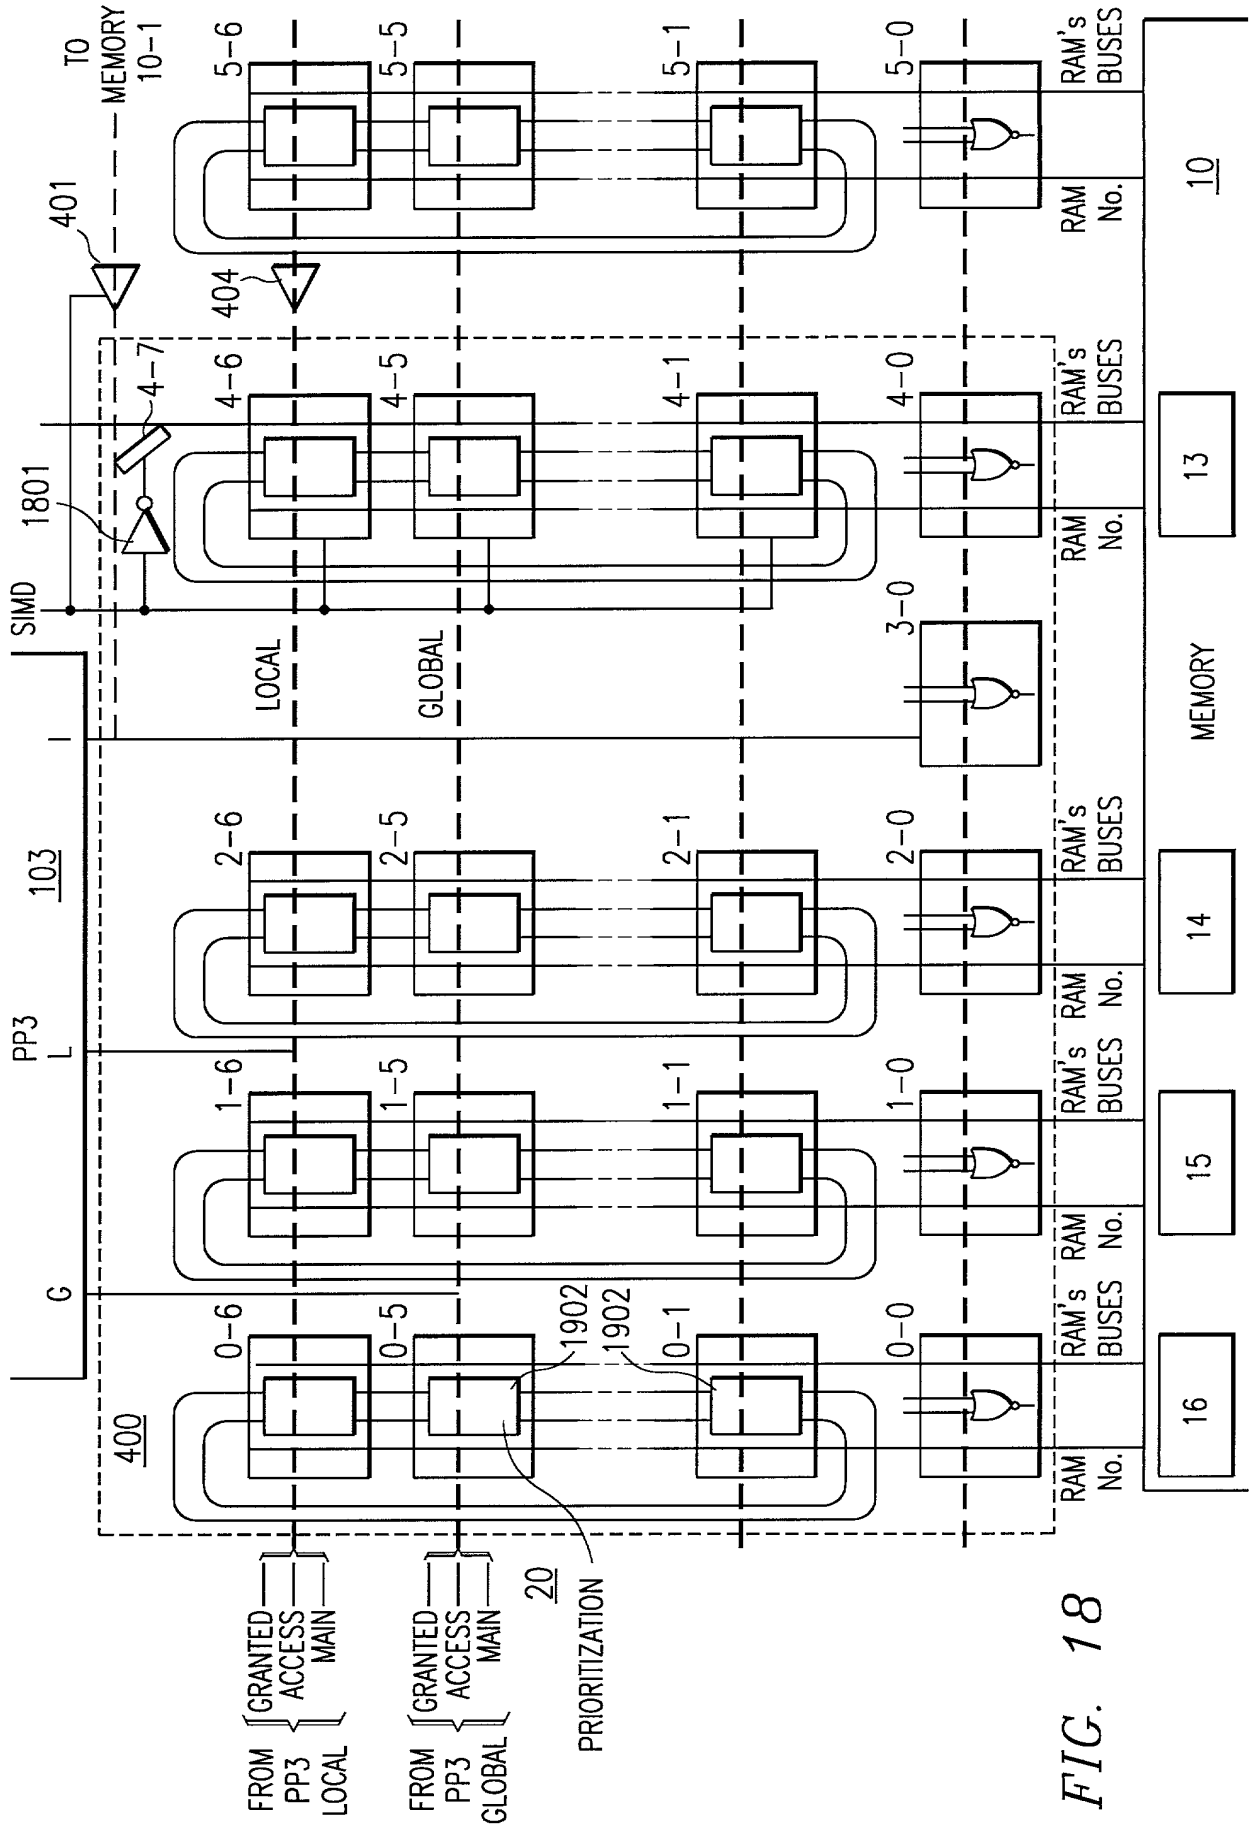 PP3
103
G
L
I
SIMD
401
TO
MEMORY
10-1
400
1801
4-7
404
LOCAL
GLOBAL
0-6
1-6
2-6
4-6
5-6
0-5
1-5
2-5
4-5
5-5
0-1
1-1
2-1
4-1
5-1
0-0
1-0
2-0
3-0
4-0
5-0
1902
1902
FROM
PP3
LOCAL
GRANTED
ACCESS
MAIN
FROM
PP3
GLOBAL
GRANTED
ACCESS
MAIN
20
PRIORITIZATION
RAM
No.
RAM's
BUSES
RAM
No.
RAM's
BUSES
RAM
No.
RAM's
BUSES
RAM
No.
RAM's
BUSES
RAM
No.
RAM's
BUSES
16
15
14
MEMORY
13
10
FIG. 18